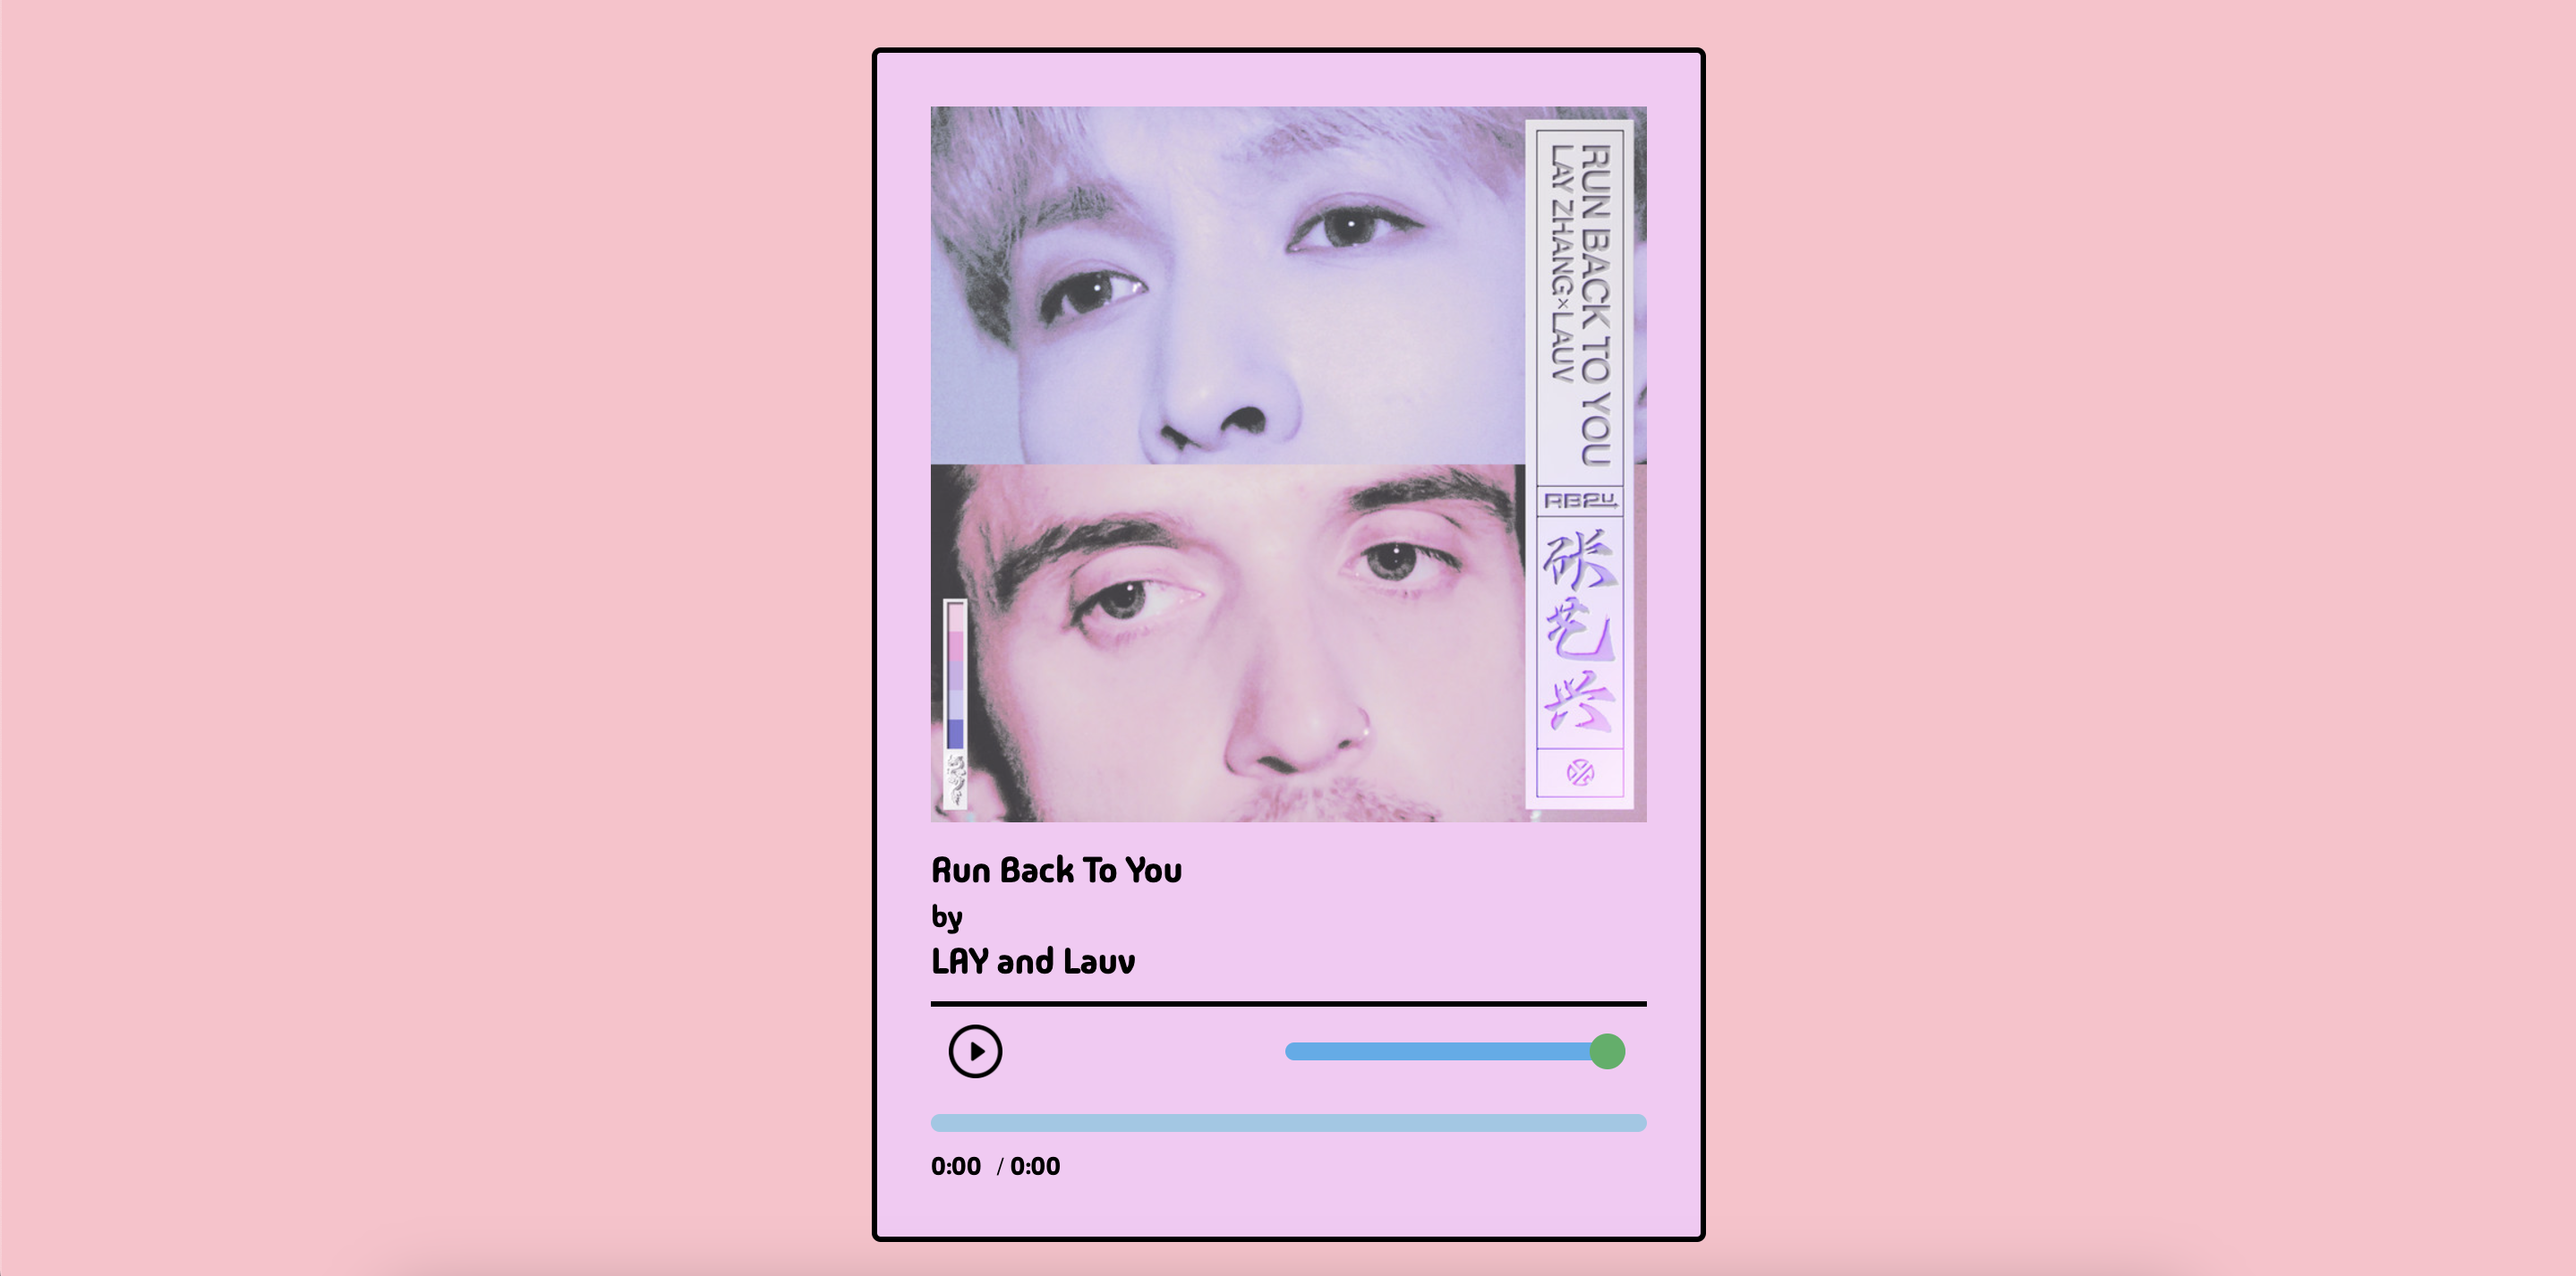 RUN BACK TO YOU
LAY ZHANG×LAUV
RB2U
张艺兴
Run Back To You
by
LAY and Lauv
0:00 / 0:00